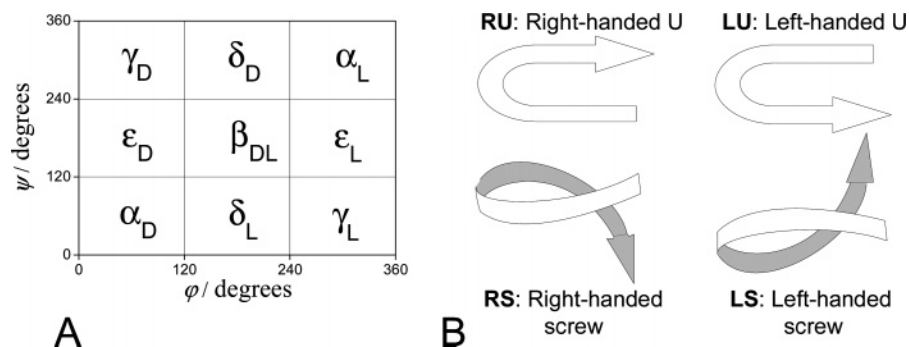 360
240
120
0
ψ / degrees
γD δD αL
εD βDL εL
αD δL γL
0 120 240 360
φ / degrees
A
RU: Right-handed U
LU: Left-handed U
RS: Right-handed
screw
LS: Left-handed
screw
B